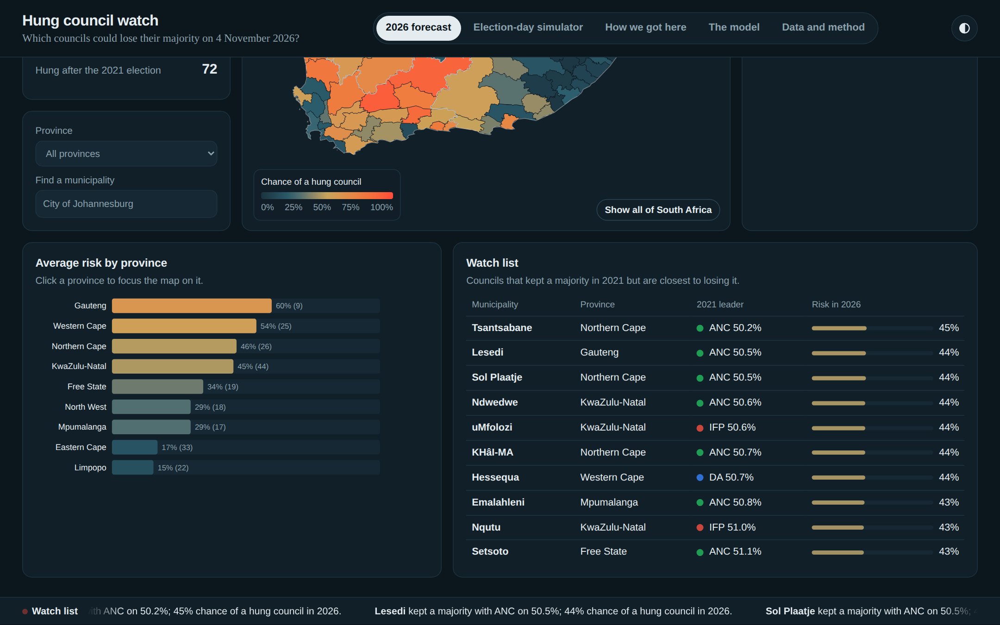 Hung council watch
Which councils could lose their majority on 4 November 2026?
2026 forecast
Election-day simulator
How we got here
The model
Data and method
Hung after the 2021 election 72
Province
All provinces
Find a municipality
City of Johannesburg
Chance of a hung council
0% 25% 50% 75% 100%
Show all of South Africa
Average risk by province
Click a province to focus the map on it.
Gauteng 60% (9)
Western Cape 54% (25)
Northern Cape 46% (26)
KwaZulu-Natal 45% (44)
Free State 34% (19)
North West 29% (18)
Mpumalanga 29% (17)
Eastern Cape 17% (33)
Limpopo 15% (22)
Watch list
Councils that kept a majority in 2021 but are closest to losing it.
Municipality Province 2021 leader Risk in 2026
Tsantsabane Northern Cape ANC 50.2% 45%
Lesedi Gauteng ANC 50.5% 44%
Sol Plaatje Northern Cape ANC 50.5% 44%
Ndwedwe KwaZulu-Natal ANC 50.6% 44%
uMfolozi KwaZulu-Natal IFP 50.6% 44%
KHâI-MA Northern Cape ANC 50.7% 44%
Hessequa Western Cape DA 50.7% 44%
Emalahleni Mpumalanga ANC 50.8% 43%
Nqutu KwaZulu-Natal IFP 51.0% 43%
Setsoto Free State ANC 51.1% 43%
Watch list ANC on 50.2%; 45% chance of a hung council in 2026. Lesedi kept a majority with ANC on 50.5%; 44% chance of a hung council in 2026. Sol Plaatje kept a majority with ANC on 50.5%;